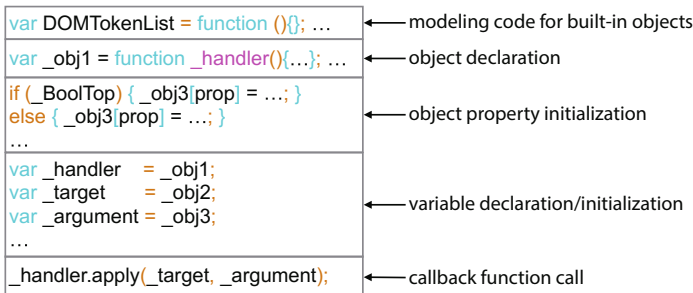 var DOMTokenList = function (){}; …
modeling code for built-in objects
var _obj1 = function _handler(){…}; …
object declaration
if (_BoolTop) { _obj3[prop] = …; }
else { _obj3[prop] = …; }
…
object property initialization
var _handler = _obj1;
var _target = _obj2;
var _argument = _obj3;
…
variable declaration/initialization
_handler.apply(_target, _argument);
callback function call